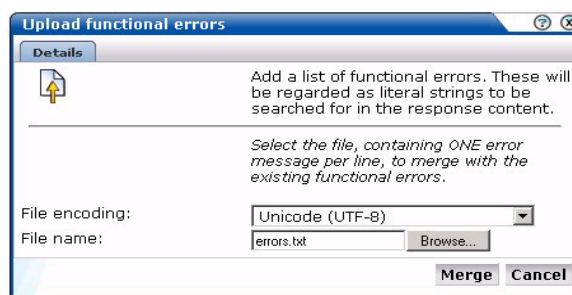 Upload functional errors
Details
Add a list of functional errors. These will
be regarded as literal strings to be
searched for in the response content.
Select the file, containing ONE error
message per line, to merge with the
existing functional errors.
File encoding: Unicode (UTF-8)
File name: errors.txt Browse...
Merge Cancel